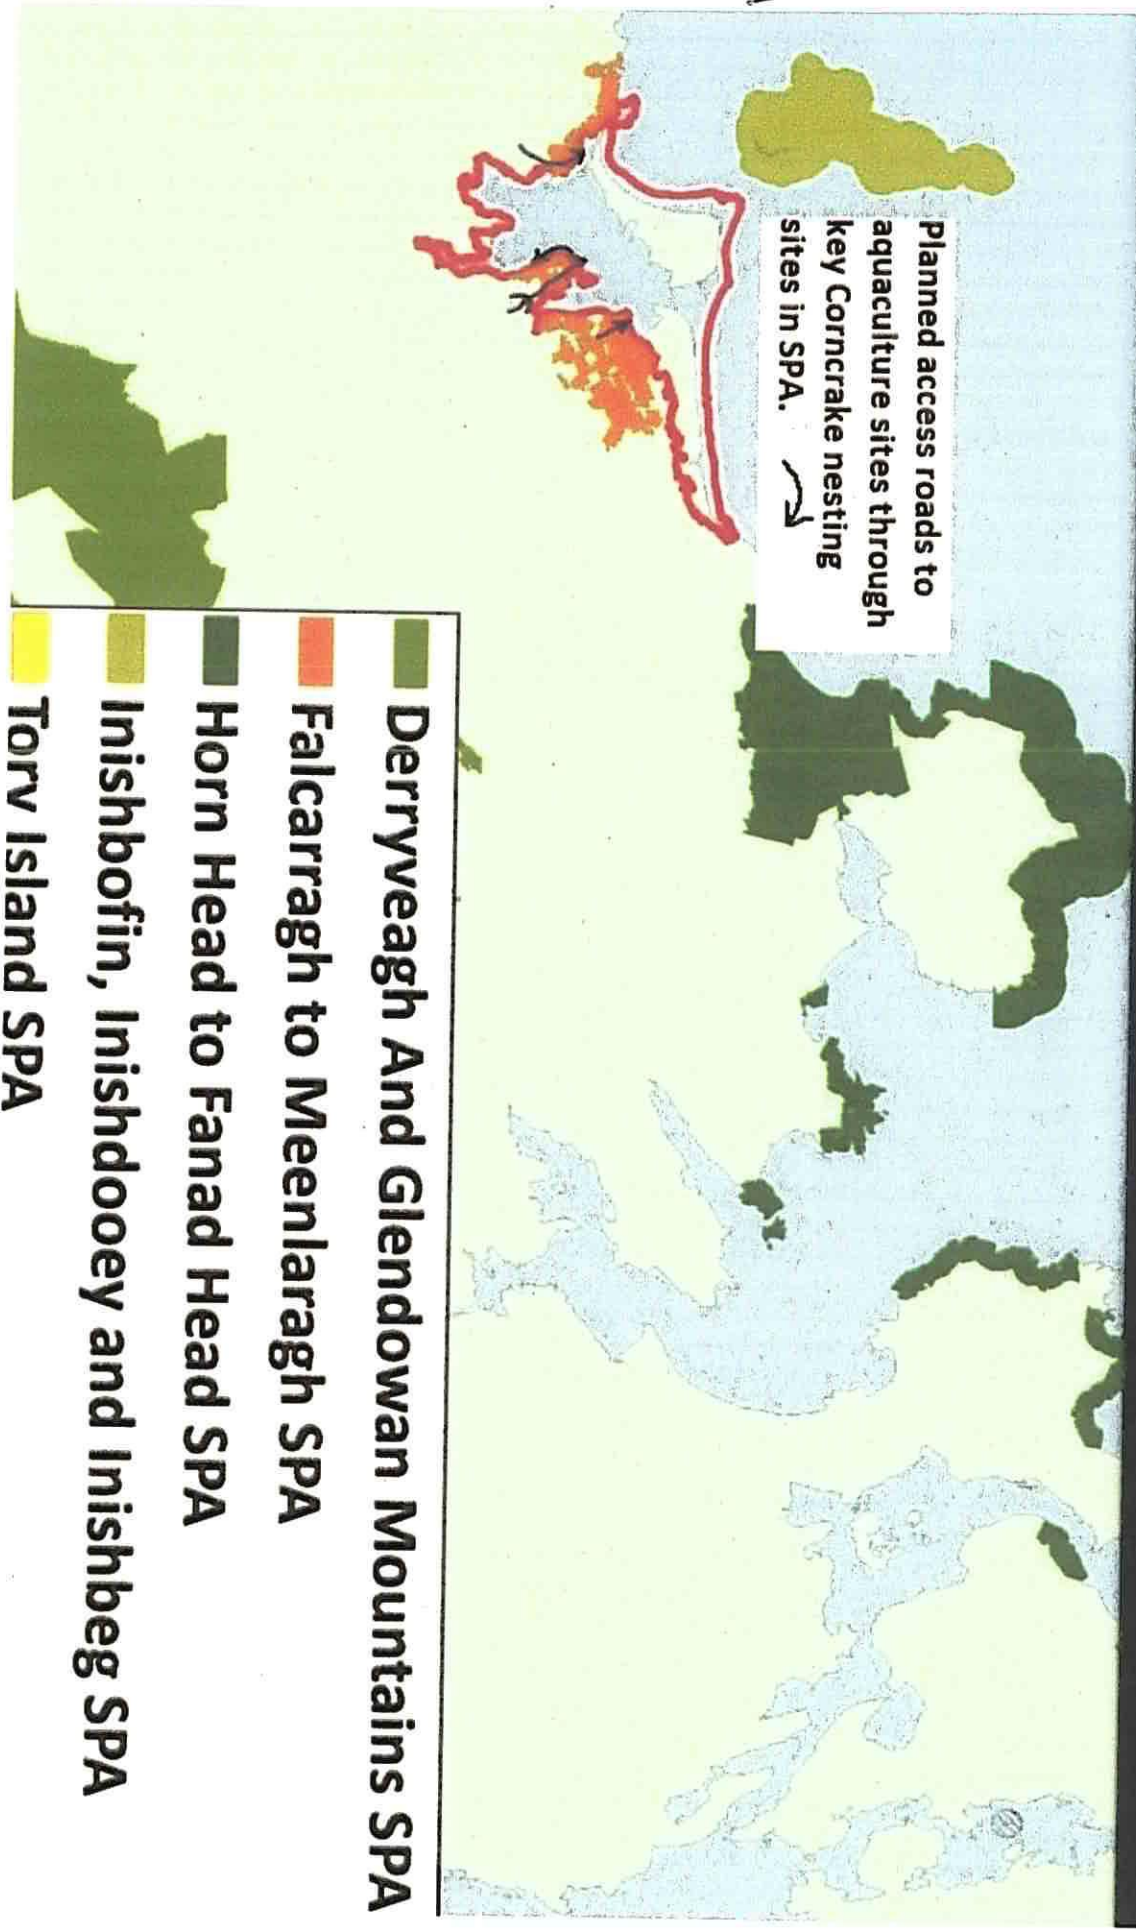 Planned access roads to
aquaculture sites through
key Corncrake nesting
sites in SPA.
Derryveagh And Glendowan Mountains SPA
Falcarragh to Meenlaragh SPA
Horn Head to Fanad Head SPA
Inishbofin, Inishdooey and Inishbeg SPA
Tory Island SPA